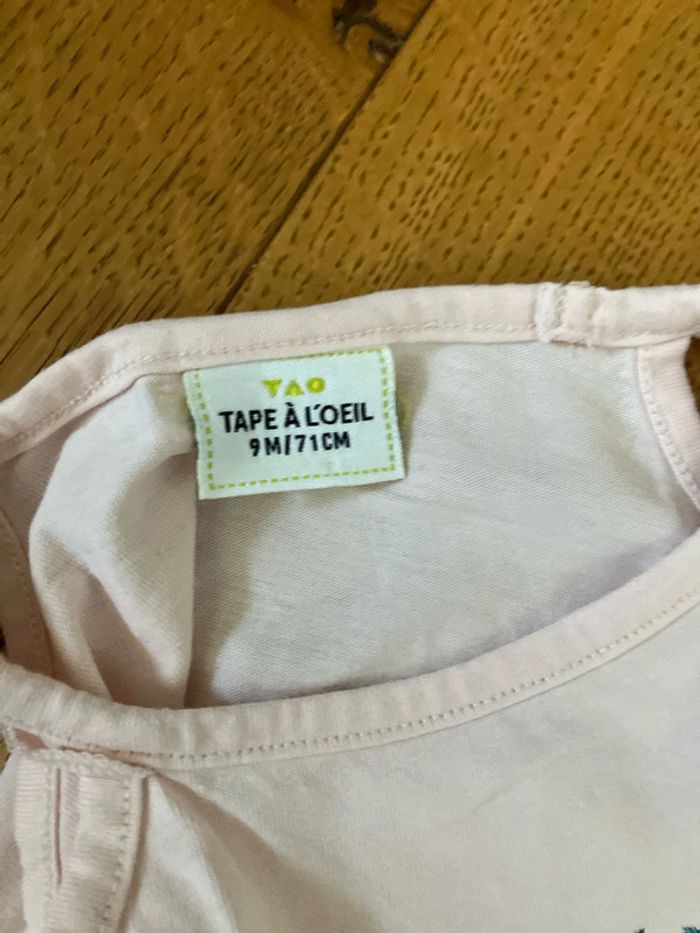 TAO
TAPE À L'OEIL
9M/71CM